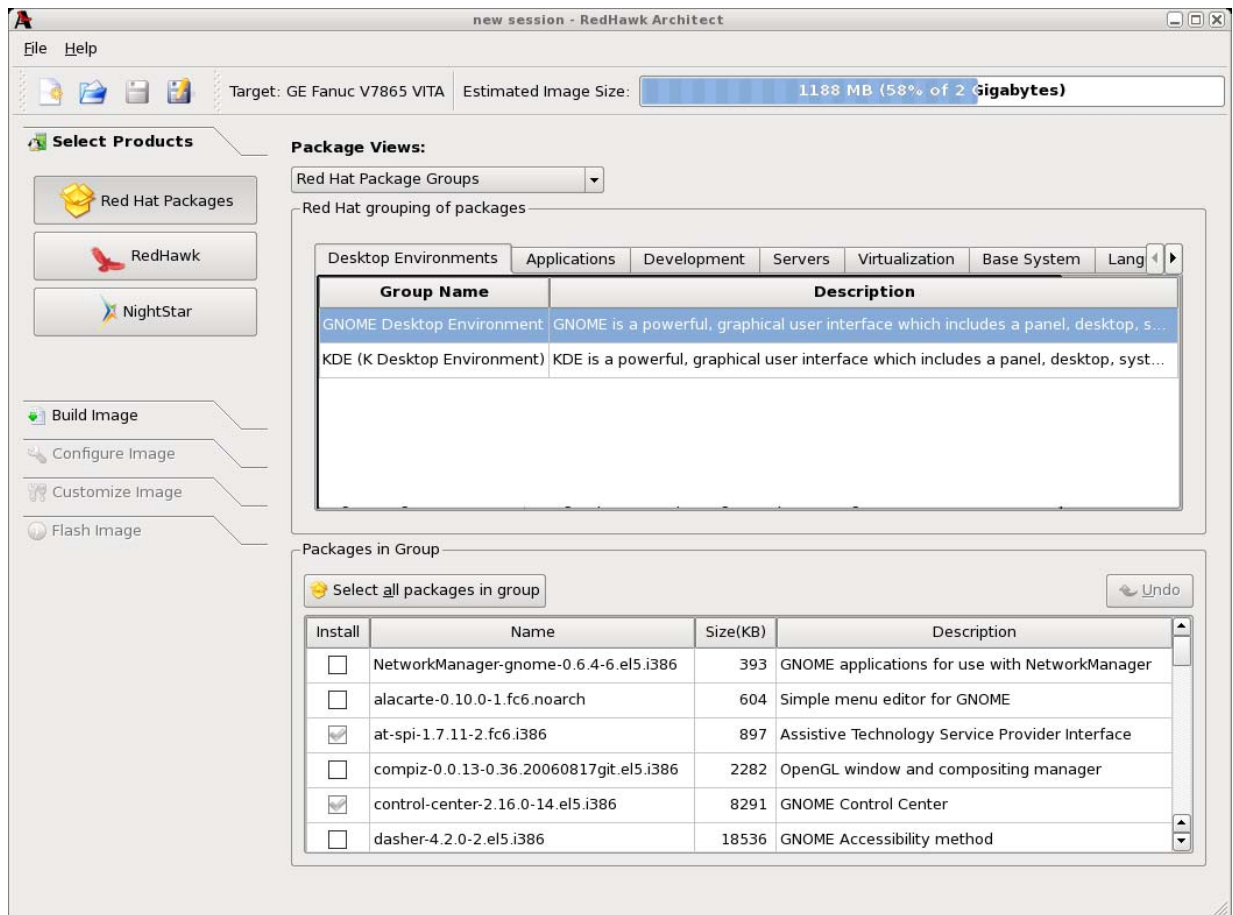 new session - RedHawk Architect
File Help
Target: GE Fanuc V7865 VITA Estimated Image Size: 1188 MB (58% of 2 Gigabytes)
Select Products
Red Hat Packages
RedHawk
NightStar
Build Image
Configure Image
Customize Image
Flash Image
Package Views:
Red Hat Package Groups
Red Hat grouping of packages
Desktop Environments Applications Development Servers Virtualization Base System Lang
Group Name Description
GNOME Desktop Environment GNOME is a powerful, graphical user interface which includes a panel, desktop, s...
KDE (K Desktop Environment) KDE is a powerful, graphical user interface which includes a panel, desktop, syst...
Packages in Group
Select all packages in group Undo
Install Name Size(KB) Description
NetworkManager-gnome-0.6.4-6.el5.i386 393 GNOME applications for use with NetworkManager
alacarte-0.10.0-1.fc6.noarch 604 Simple menu editor for GNOME
at-spi-1.7.11-2.fc6.i386 897 Assistive Technology Service Provider Interface
compiz-0.0.13-0.36.20060817git.el5.i386 2282 OpenGL window and compositing manager
control-center-2.16.0-14.el5.i386 8291 GNOME Control Center
dasher-4.2.0-2.el5.i386 18536 GNOME Accessibility method